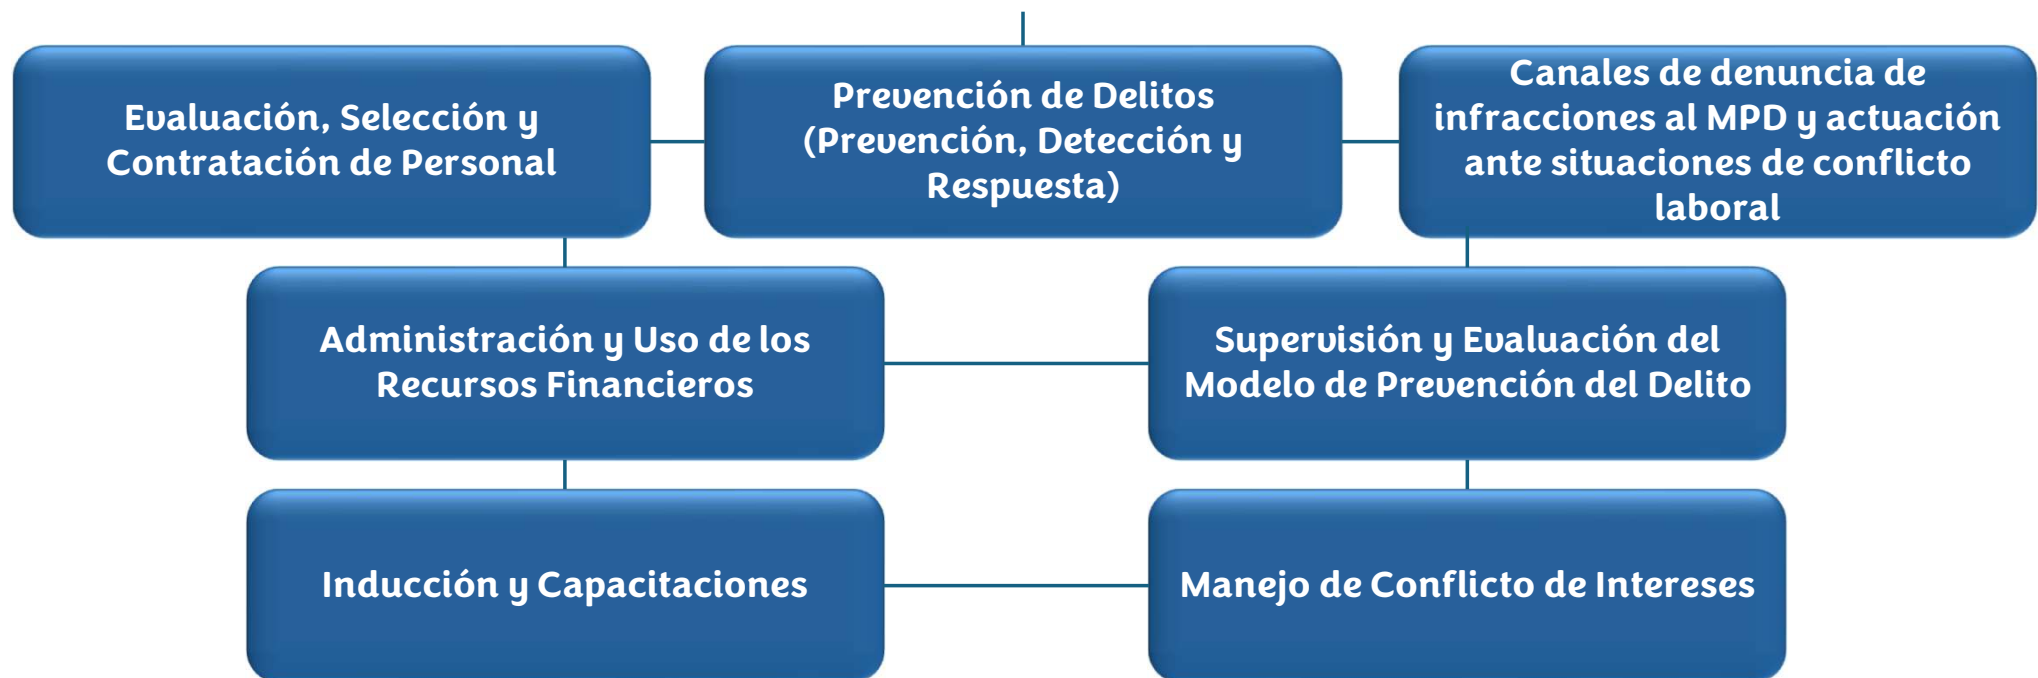 Evaluación, Selección y
Contratación de Personal
Prevención de Delitos
(Prevención, Detección y
Respuesta)
Canales de denuncia de
infracciones al MPD y actuación
ante situaciones de conflicto
laboral
Administración y Uso de los
Recursos Financieros
Supervisión y Evaluación del
Modelo de Prevención del Delito
Inducción y Capacitaciones
Manejo de Conflicto de Intereses